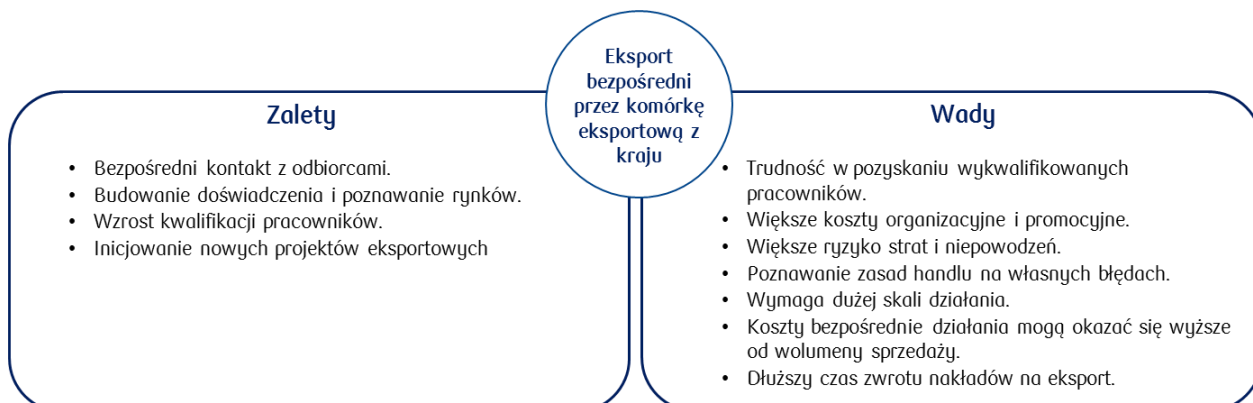 Eksport
bezpośredni
przez komórkę
eksportową z
kraju
Zalety
• Bezpośredni kontakt z odbiorcami.
• Budowanie doświadczenia i poznawanie rynków.
• Wzrost kwalifikacji pracowników.
• Inicjowanie nowych projektów eksportowych
Wady
• Trudność w pozyskaniu wykwalifikowanych
pracowników.
• Większe koszty organizacyjne i promocyjne.
• Większe ryzyko strat i niepowodzeń.
• Poznawanie zasad handlu na własnych błędach.
• Wymaga dużej skali działania.
• Koszty bezpośrednie działania mogą okazać się wyższe
od wolumeny sprzedaży.
• Dłuższy czas zwrotu nakładów na eksport.